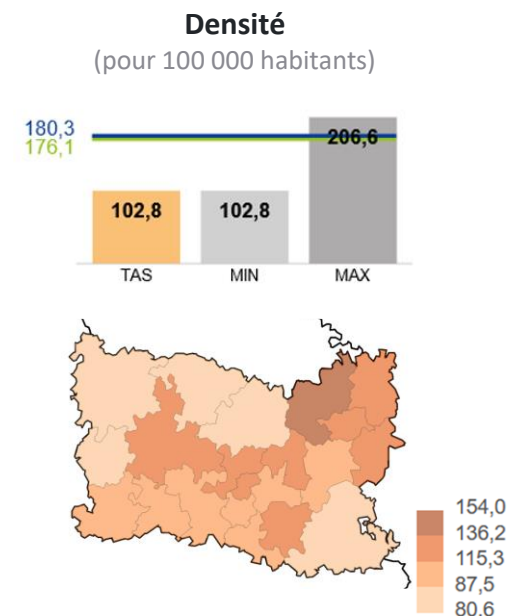 Densité
(pour 100 000 habitants)
180,3
176,1
206,6
102,8
102,8
TAS
MIN
MAX
154,0
136,2
115,3
87,5
80,6